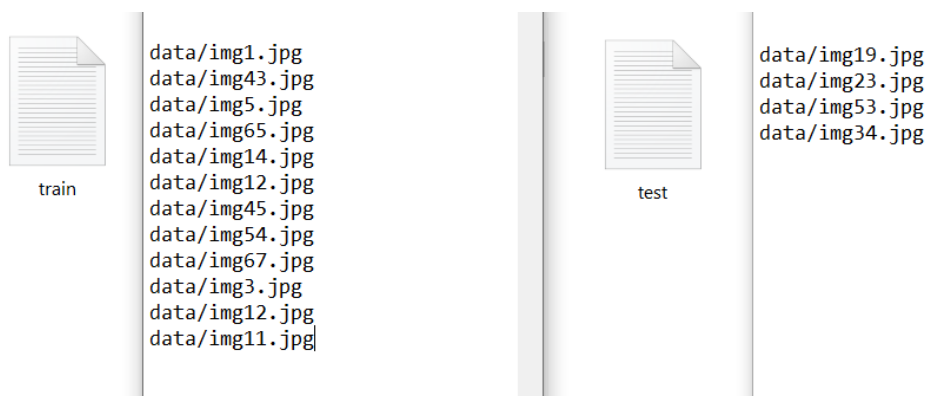 train
data/img1.jpg
data/img43.jpg
data/img5.jpg
data/img65.jpg
data/img14.jpg
data/img12.jpg
data/img45.jpg
data/img54.jpg
data/img67.jpg
data/img3.jpg
data/img12.jpg
data/img11.jpg
test
data/img19.jpg
data/img23.jpg
data/img53.jpg
data/img34.jpg